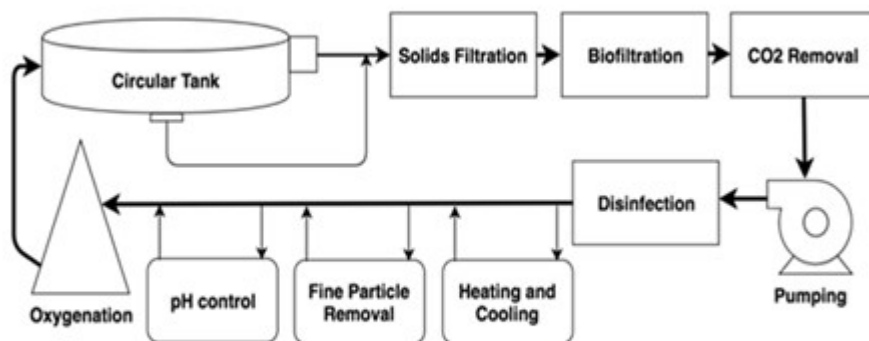 Circular Tank
Solids Filtration
Biofiltration
CO2 Removal
Disinfection
Pumping
Oxygenation
pH control
Fine Particle
Removal
Heating and
Cooling